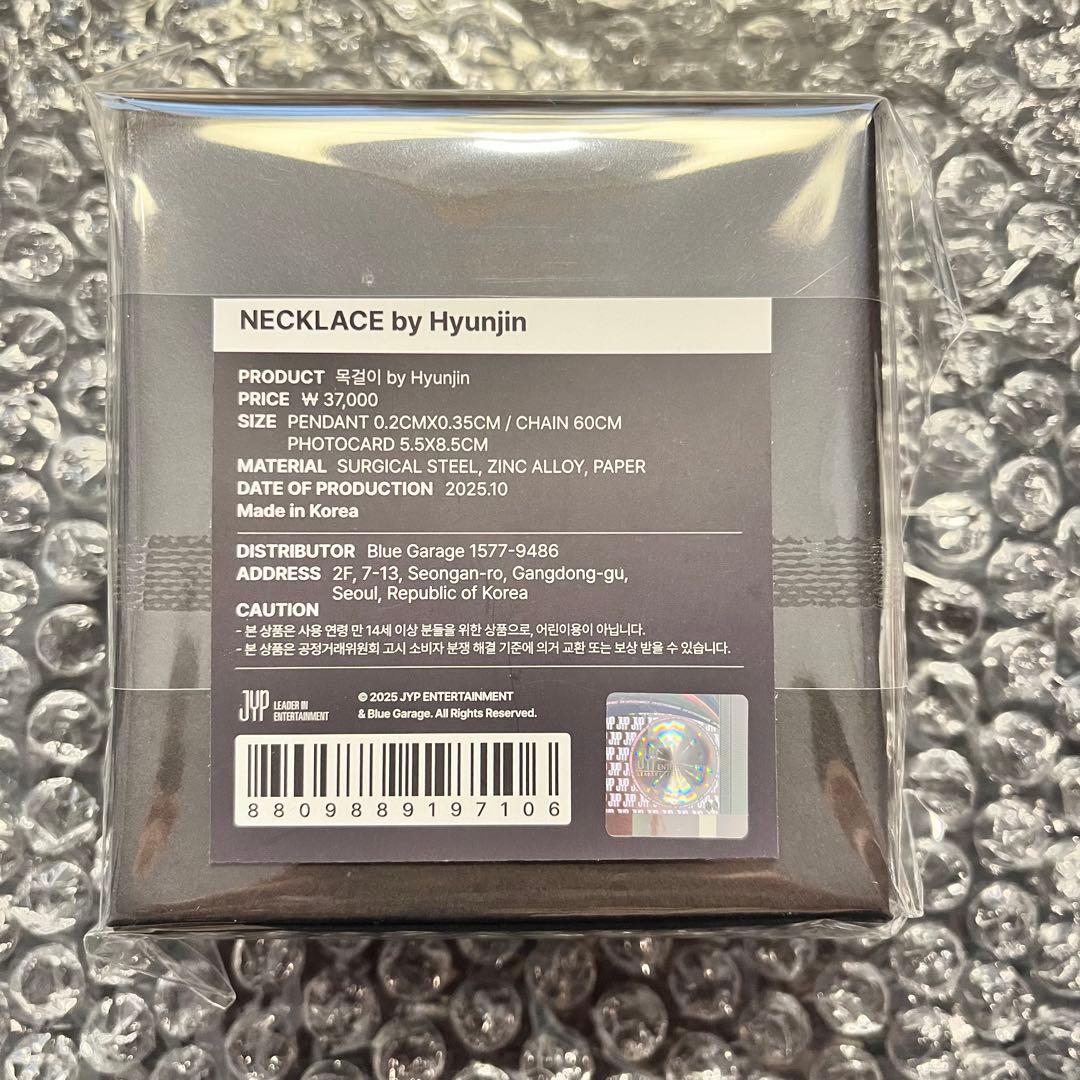 NECKLACE by Hyunjin
PRODUCT 목걸이 by Hyunjin
PRICE ₩ 37,000
SIZE PENDANT 0.2CMX0.35CM / CHAIN 60CM
PHOTOCARD 5.5X8.5CM
MATERIAL SURGICAL STEEL, ZINC ALLOY, PAPER
DATE OF PRODUCTION 2025.10
Made in Korea
DISTRIBUTOR Blue Garage 1577-9486
ADDRESS 2F, 7-13, Seongan-ro, Gangdong-gu,
Seoul, Republic of Korea
CAUTION
- 본 상품은 사용 연령 만 14세 이상 분들을 위한 상품으로, 어린이용이 아닙니다.
- 본 상품은 공정거래위원회 고시 소비자 분쟁 해결 기준에 의거 교환 또는 보상 받을 수 있습니다.
JYP LEADER IN
ENTERTAINMENT
© 2025 JYP ENTERTAINMENT
& Blue Garage. All Rights Reserved.
8809889197106
JYP